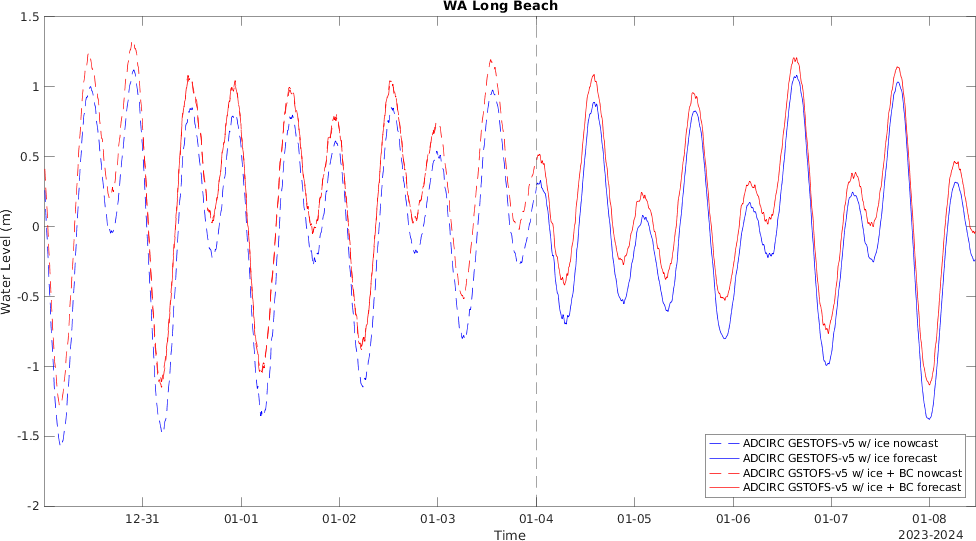 WA Long Beach
1.5
1
0.5
0
-0.5
-1
-1.5
-2
Water Level (m)
12-31
01-01
01-02
01-03
01-04
01-05
01-06
01-07
01-08
Time
2023-2024
ADCIRC GESTOFS-v5 w/ ice nowcast
ADCIRC GESTOFS-v5 w/ ice forecast
ADCIRC GSTOFS-v5 w/ ice + BC nowcast
ADCIRC GSTOFS-v5 w/ ice + BC forecast